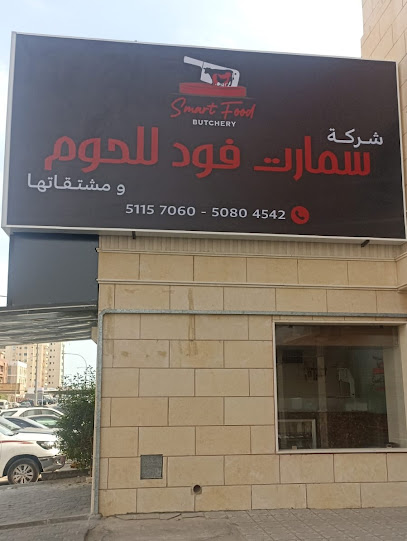 Smart Food
BUTCHERY
شركة
سمارت فود للحوم
و مشتقاتها
5115 7060 - 5080 4542